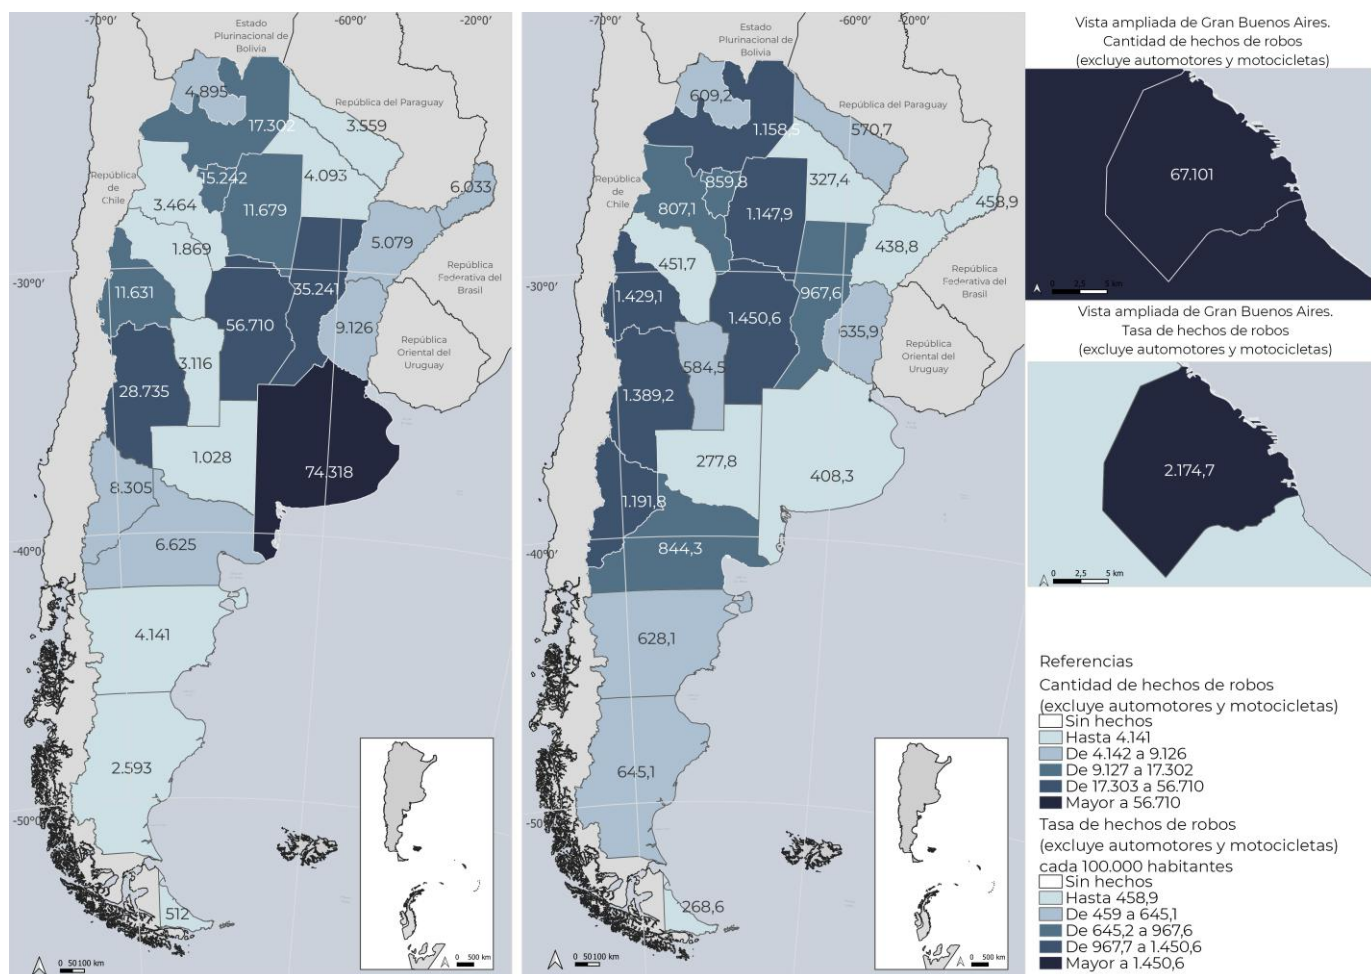 -70°0'
-60°0'
Estado
Plurinacional de
Bolivia
República del Paraguay
4.895
17.302
3.559
15.242
4.093
República
de
Chile
3.464
11.679
6.033
1.869
5.079
República
Federativa del
Brasil
-30°0'
11.631
35.241
56.710
9.126
República
Oriental del
Uruguay
3.116
28.735
1.028
74.318
8.305
-40°0'
6.625
4.141
2.593
-50°0'
512
0 50 100 km
0 500 km
-70°0'
-60°0'
Estado
Plurinacional de
Bolivia
República del Paraguay
609,2
1.158,5
570,7
859,8
327,4
República
de
Chile
807,1
1.147,9
458,9
438,8
451,7
República
Federativa del
Brasil
-30°0'
1.429,1
967,6
1.450,6
635,9
República
Oriental del
Uruguay
584,5
1.389,2
277,8
408,3
1.191,8
-40°0'
844,3
628,1
645,1
-50°0'
268,6
0 50 100 km
0 500 km
Vista ampliada de Gran Buenos Aires.
Cantidad de hechos de robos
(excluye automotores y motocicletas)
67.101
0 2,5 5 km
Vista ampliada de Gran Buenos Aires.
Tasa de hechos de robos
(excluye automotores y motocicletas)
2.174,7
0 2,5 5 km
Referencias
Cantidad de hechos de robos
(excluye automotores y motocicletas)
Sin hechos
Hasta 4.141
De 4.142 a 9.126
De 9.127 a 17.302
De 17.303 a 56.710
Mayor a 56.710
Tasa de hechos de robos
(excluye automotores y motocicletas)
cada 100.000 habitantes
Sin hechos
Hasta 458,9
De 459 a 645,1
De 645,2 a 967,6
De 967,7 a 1.450,6
Mayor a 1.450,6